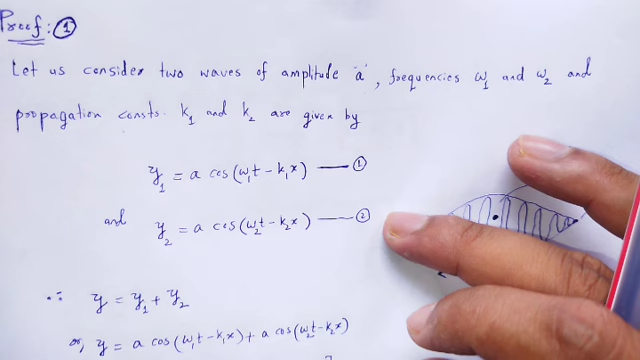 Proof: ①
Let us consider two waves of amplitude 'a', frequencies ω₁ and ω₂ and
propagation consts. k₁ and k₂ are given by
y₁ = a cos(ω₁t - k₁x) — ①
and y₂ = a cos(ω₂t - k₂x) — ②
∴ y = y₁ + y₂
or, y = a cos(ω₁t - k₁x) + a cos(ω₂t - k₂x)